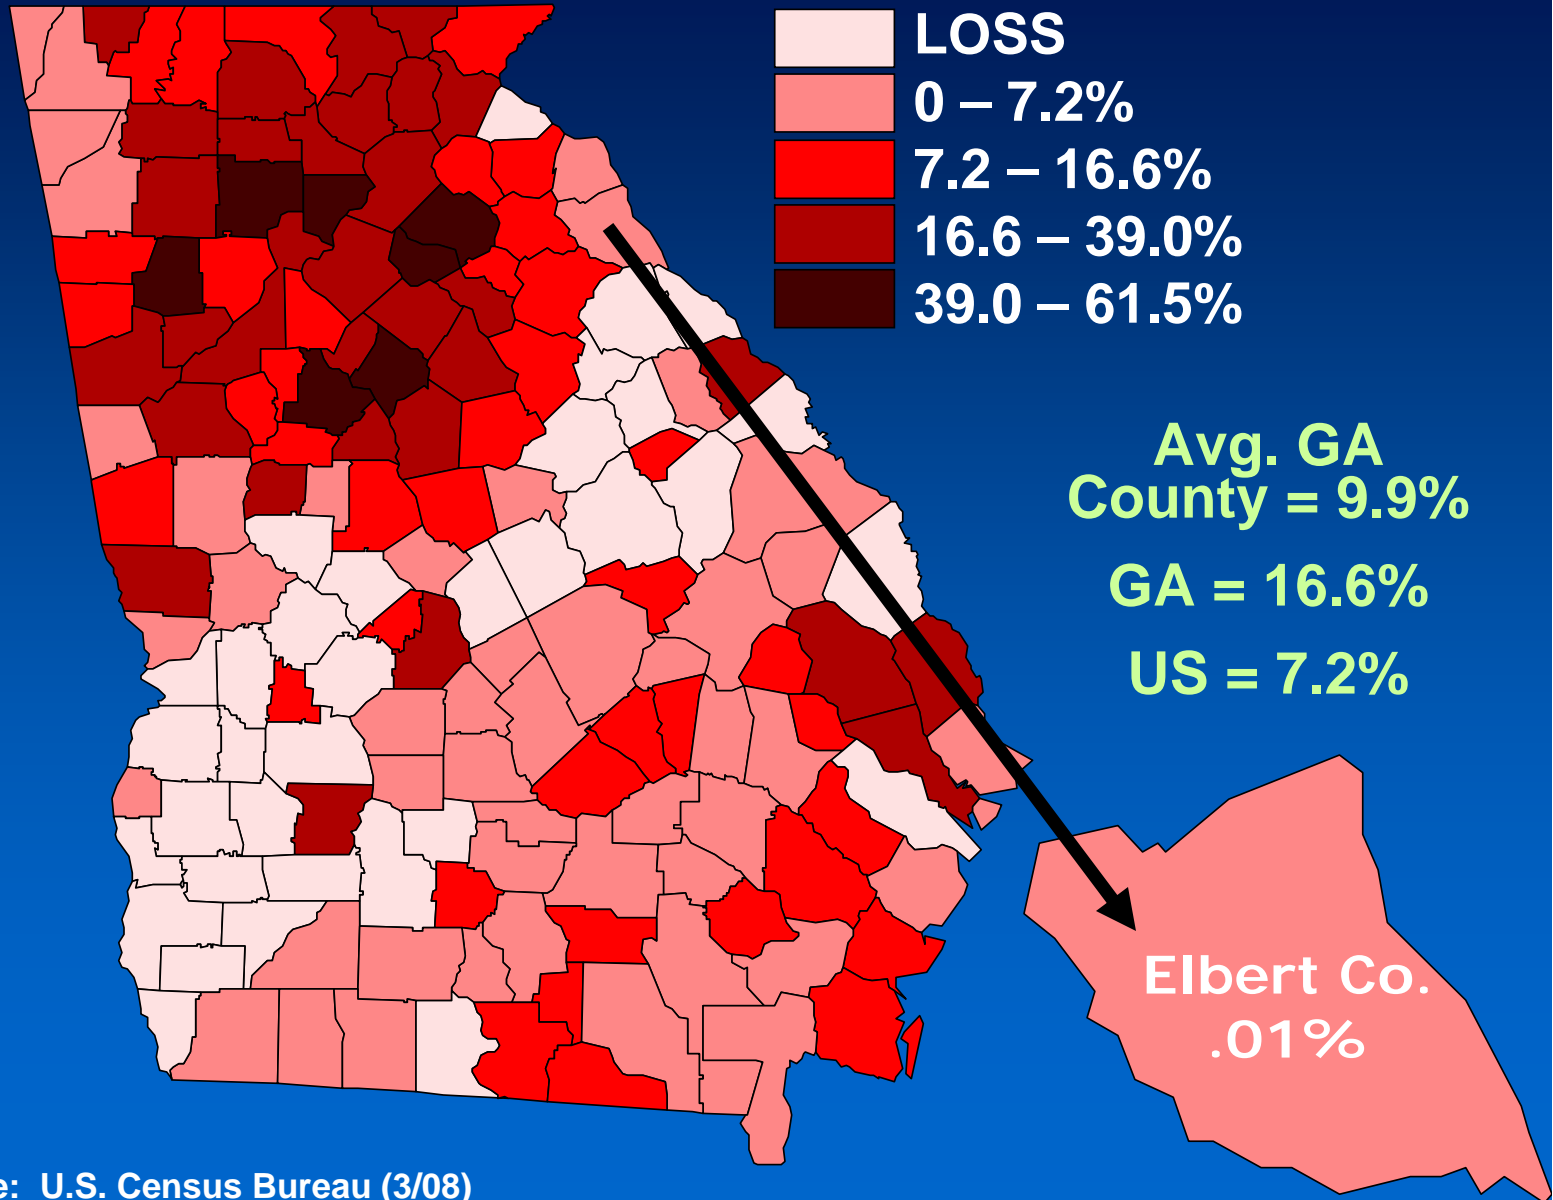 LOSS
0 – 7.2%
7.2 – 16.6%
16.6 – 39.0%
39.0 – 61.5%
Avg. GA
County = 9.9%
GA = 16.6%
US = 7.2%
Elbert Co.
.01%
e: U.S. Census Bureau (3/08)